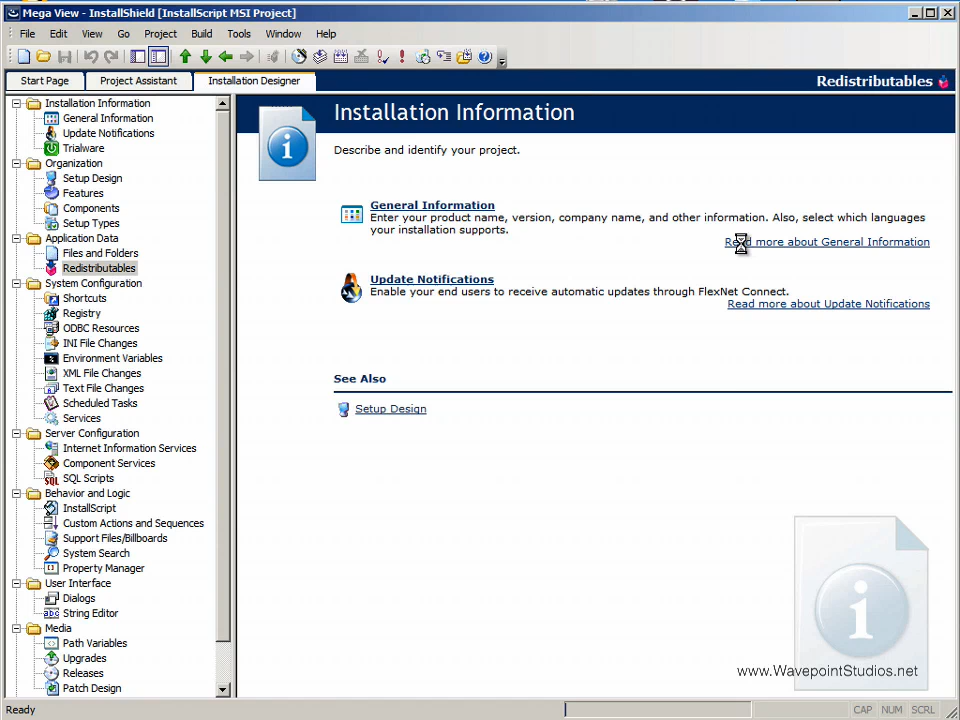 Mega View - InstallShield [InstallScript MSI Project]
File Edit View Go Project Build Tools Window Help
Start Page Project Assistant Installation Designer Redistributables
Installation Information
General Information
Update Notifications
Trialware
Organization
Setup Design
Features
Components
Setup Types
Application Data
Files and Folders
Redistributables
System Configuration
Shortcuts
Registry
ODBC Resources
INI File Changes
Environment Variables
XML File Changes
Text File Changes
Scheduled Tasks
Services
Server Configuration
Internet Information Services
Component Services
SQL Scripts
Behavior and Logic
InstallScript
Custom Actions and Sequences
Support Files/Billboards
System Search
Property Manager
User Interface
Dialogs
String Editor
Media
Path Variables
Upgrades
Releases
Patch Design
Installation Information
Describe and identify your project.
General Information
Enter your product name, version, company name, and other information. Also, select which languages
your installation supports.
Read more about General Information
Update Notifications
Enable your end users to receive automatic updates through FlexNet Connect.
Read more about Update Notifications
See Also
Setup Design
www.WavepointStudios.net
Ready CAP NUM SCRL